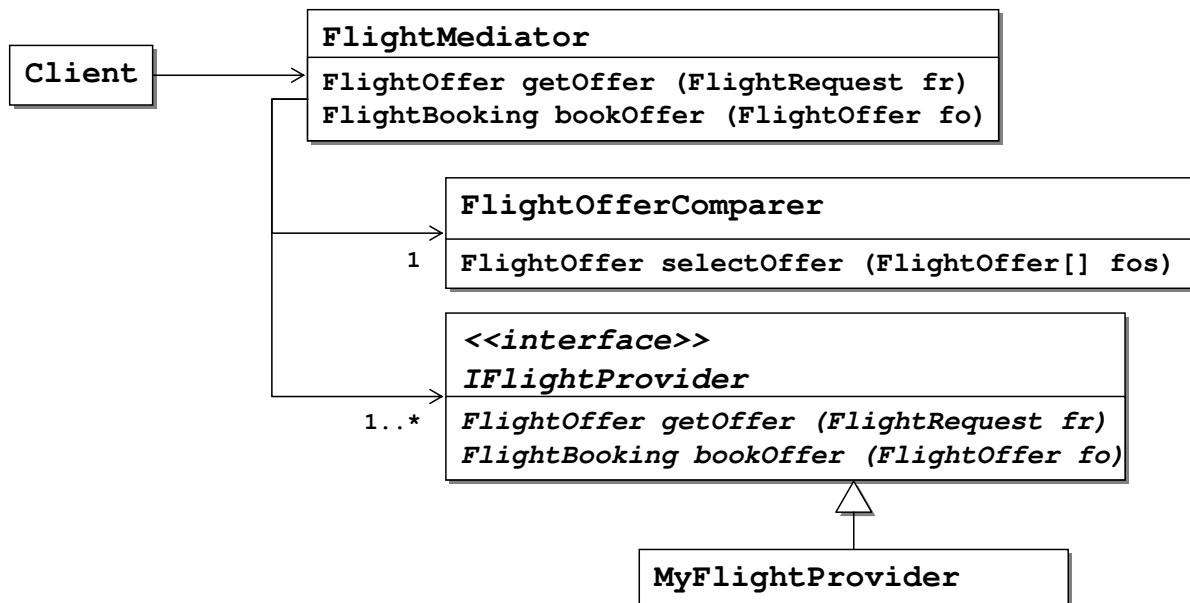 FlightMediator
Client
FlightOffer getOffer (FlightRequest fr)
FlightBooking bookOffer (FlightOffer fo)
FlightOfferComparer
1
FlightOffer selectOffer (FlightOffer[] fos)
<<interface>>
IFlightProvider
1..*
FlightOffer getOffer (FlightRequest fr)
FlightBooking bookOffer (FlightOffer fo)
MyFlightProvider